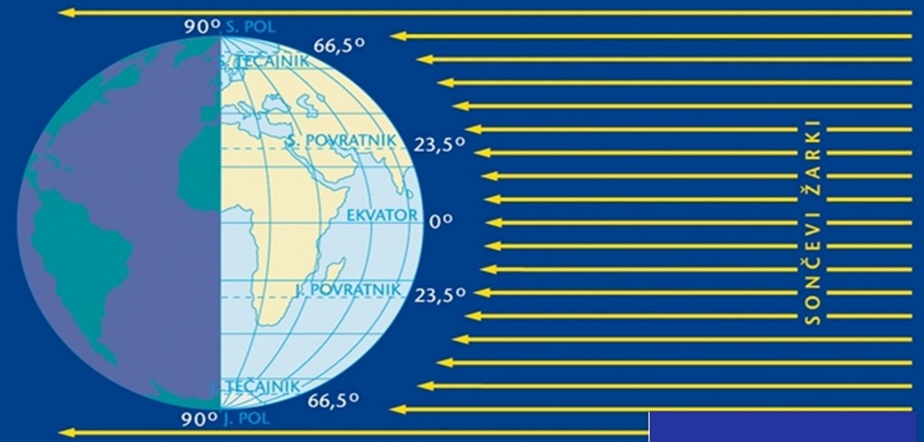 90° S. POL
66,5°
S. TEČAJNIK
S. POVRATNIK
23,5°
EKVATOR 0°
J. POVRATNIK
23,5°
TEČAJNIK
66,5°
90° J. POL
SONČEVI ŽARKI